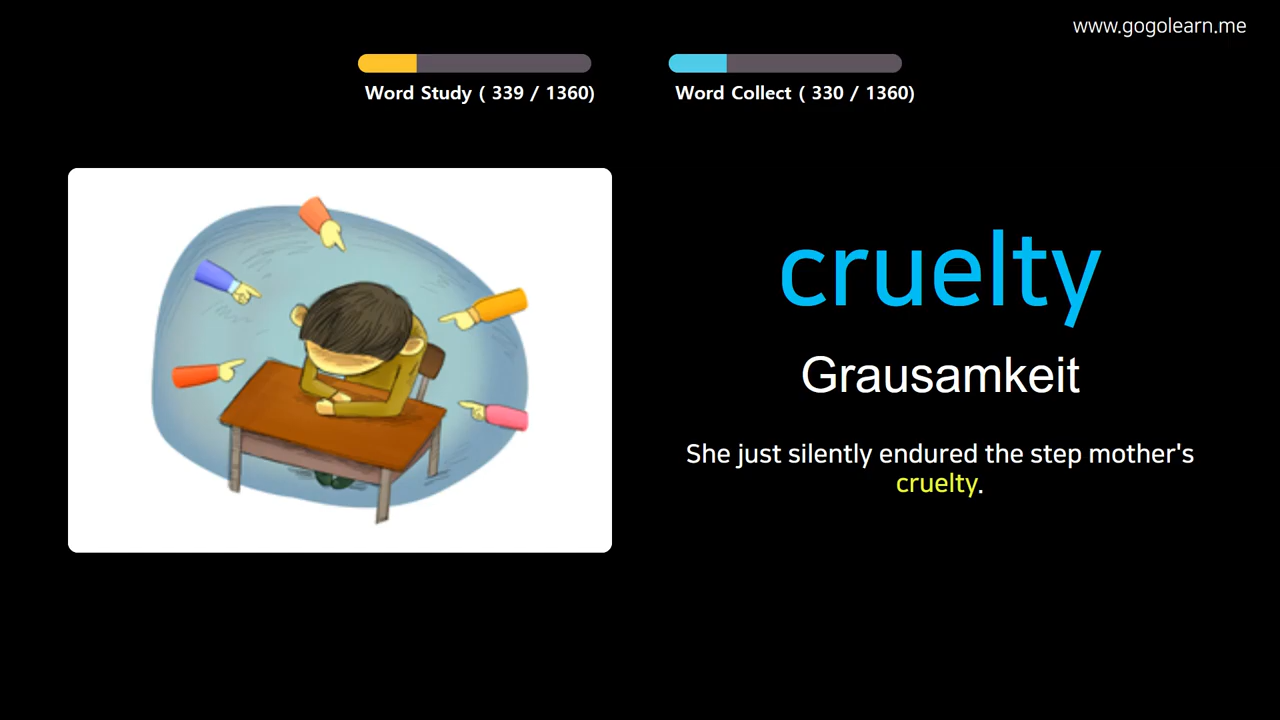 www.gogolearn.me
Word Study ( 339 / 1360)
Word Collect ( 330 / 1360)
cruelty
Grausamkeit
She just silently endured the step mother's
cruelty.